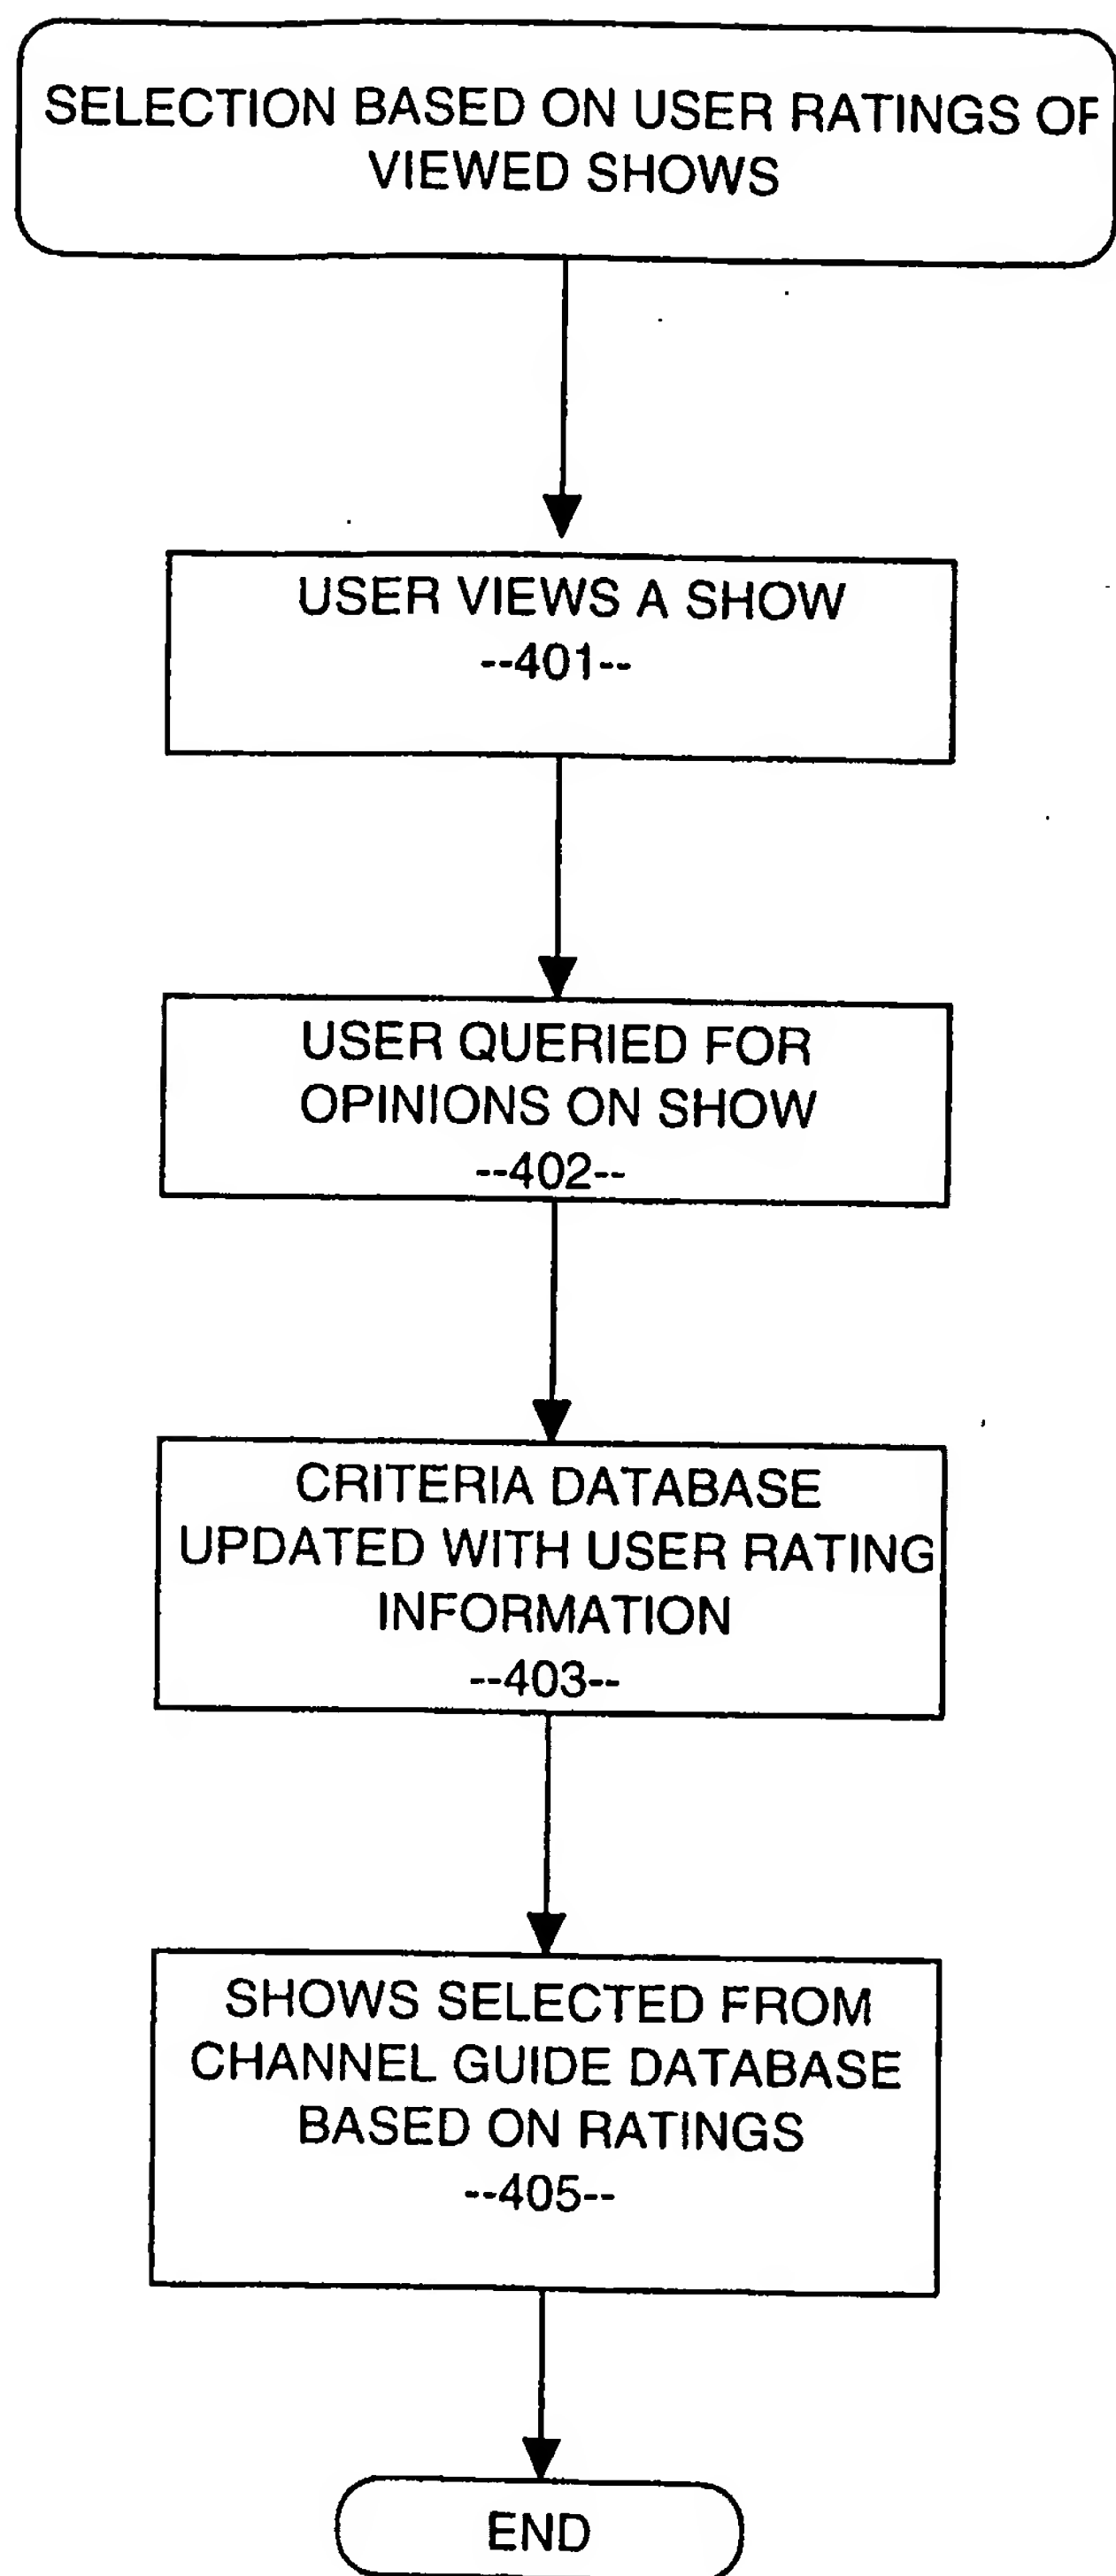 SELECTION BASED ON USER RATINGS OF
VIEWED SHOWS
USER VIEWS A SHOW
--401--
USER QUERIED FOR
OPINIONS ON SHOW
--402--
CRITERIA DATABASE
UPDATED WITH USER RATING
INFORMATION
--403--
SHOWS SELECTED FROM
CHANNEL GUIDE DATABASE
BASED ON RATINGS
--405--
END